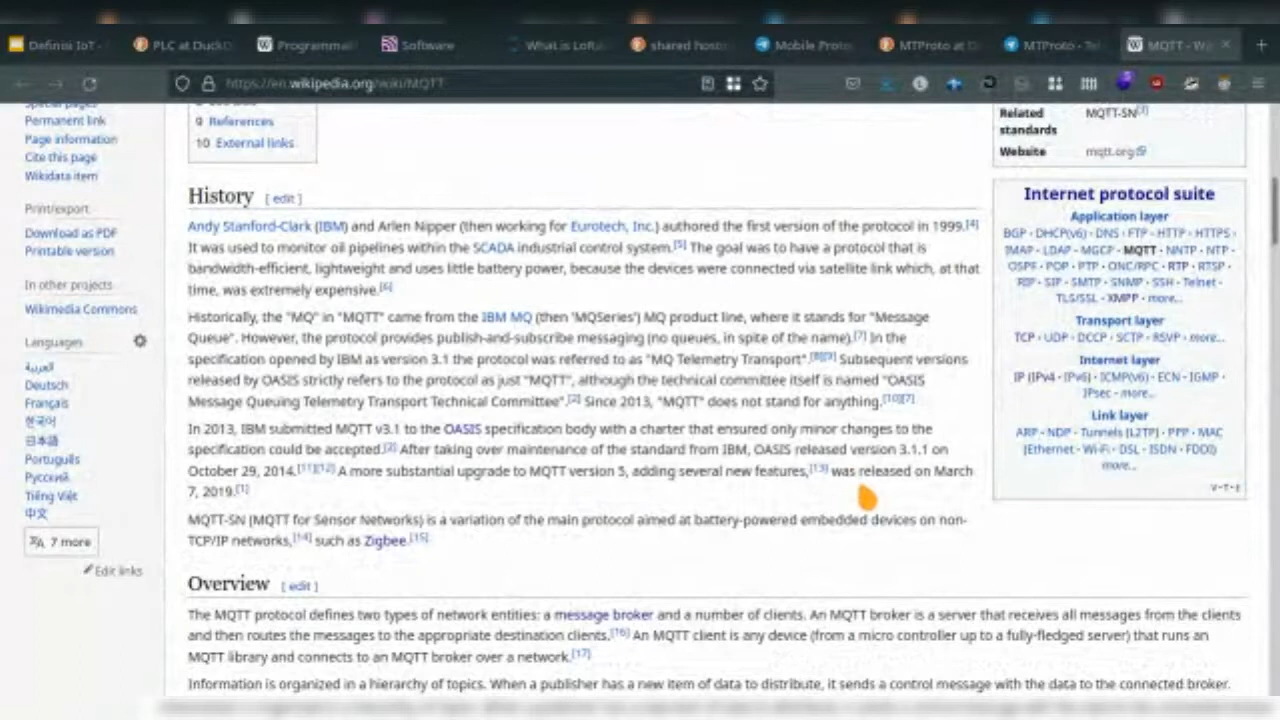 Definisi IoT -
PLC at DuckD
Programma
Software
What is LoRa
shared host
Mobile Proto
MTProto at D
MTProto - Tel
MQTT - Wi
https://en.wikipedia.org/wiki/MQTT
Special pages
Permanent link
Page information
Cite this page
Wikidata item
Print/export
Download as PDF
Printable version
In other projects
Wikimedia Commons
Languages
العربية
Deutsch
Français
한국어
日本語
Português
Русский
Tiếng Việt
中文
7 more
Edit links
9 References
10 External links
History [ edit ]
Andy Stanford-Clark (IBM) and Arlen Nipper (then working for Eurotech, Inc.) authored the first version of the protocol in 1999.[4]
It was used to monitor oil pipelines within the SCADA industrial control system.[5] The goal was to have a protocol that is
bandwidth-efficient, lightweight and uses little battery power, because the devices were connected via satellite link which, at that
time, was extremely expensive.[6]
Historically, the "MQ" in "MQTT" came from the IBM MQ (then 'MQSeries') MQ product line, where it stands for "Message
Queue". However, the protocol provides publish-and-subscribe messaging (no queues, in spite of the name).[7] In the
specification opened by IBM as version 3.1 the protocol was referred to as "MQ Telemetry Transport".[8][9] Subsequent versions
released by OASIS strictly refers to the protocol as just "MQTT", although the technical committee itself is named "OASIS
Message Queuing Telemetry Transport Technical Committee".[2] Since 2013, "MQTT" does not stand for anything.[10][7]
In 2013, IBM submitted MQTT v3.1 to the OASIS specification body with a charter that ensured only minor changes to the
specification could be accepted.[2] After taking over maintenance of the standard from IBM, OASIS released version 3.1.1 on
October 29, 2014.[11][12] A more substantial upgrade to MQTT version 5, adding several new features,[13] was released on March
7, 2019.[1]
MQTT-SN (MQTT for Sensor Networks) is a variation of the main protocol aimed at battery-powered embedded devices on non-
TCP/IP networks,[14] such as Zigbee.[15]
Overview [ edit ]
The MQTT protocol defines two types of network entities: a message broker and a number of clients. An MQTT broker is a server that receives all messages from the clients
and then routes the messages to the appropriate destination clients.[16] An MQTT client is any device (from a micro controller up to a fully-fledged server) that runs an
MQTT library and connects to an MQTT broker over a network.[17]
Information is organized in a hierarchy of topics. When a publisher has a new item of data to distribute, it sends a control message with the data to the connected broker.
Related MQTT-SN[3]
standards
Website mqtt.org
Internet protocol suite
Application layer
BGP · DHCP(v6) · DNS · FTP · HTTP · HTTPS ·
IMAP · LDAP · MGCP · MQTT · NNTP · NTP ·
OSPF · POP · PTP · ONC/RPC · RTP · RTSP ·
RIP · SIP · SMTP · SNMP · SSH · Telnet ·
TLS/SSL · XMPP · more...
Transport layer
TCP · UDP · DCCP · SCTP · RSVP · more...
Internet layer
IP (IPv4 · IPv6) · ICMP(v6) · ECN · IGMP ·
IPsec · more...
Link layer
ARP · NDP · Tunnels (L2TP) · PPP · MAC
(Ethernet · Wi-Fi · DSL · ISDN · FDDI)
more...
V·T·E